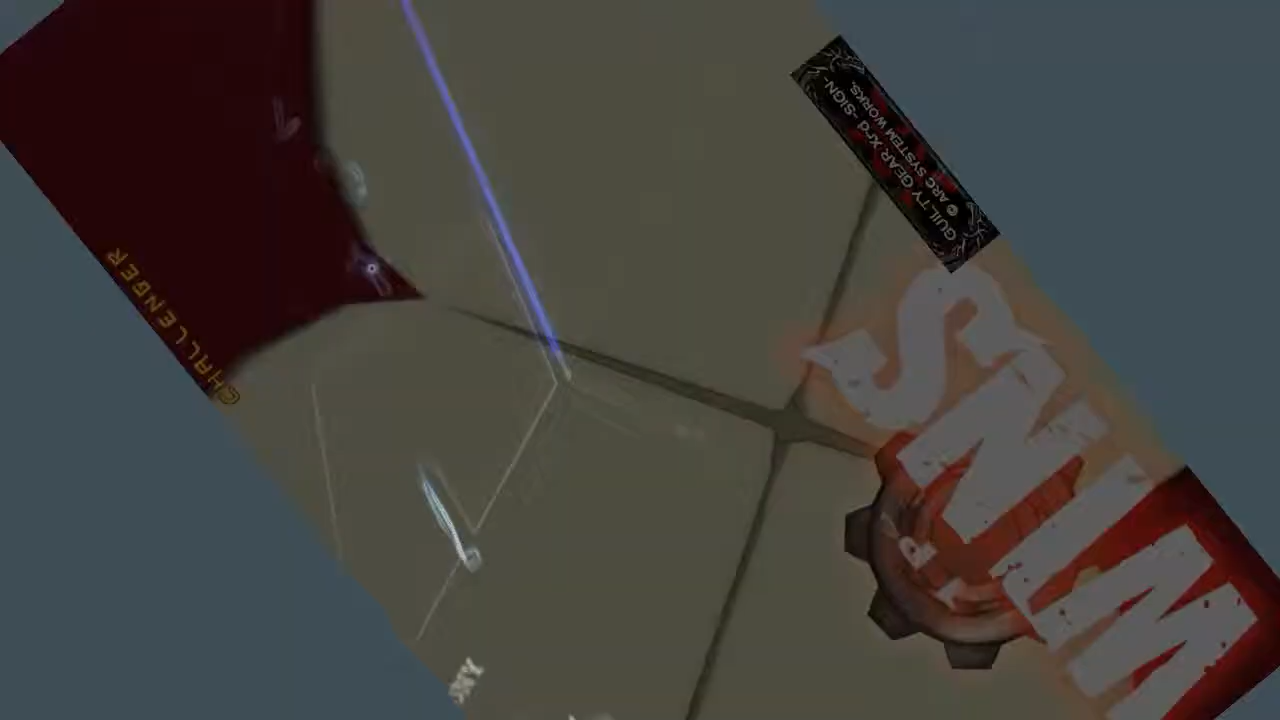 CHALLENGER
WINS
GUILTY GEAR Xrd -SIGN-
© ARC SYSTEM WORKS.